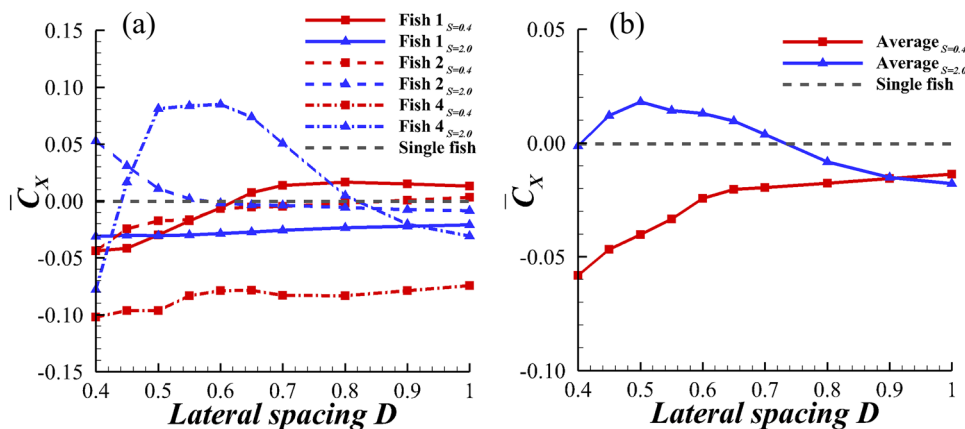 (a)
Fish 1 S=0.4
Fish 1 S=2.0
Fish 2 S=0.4
Fish 2 S=2.0
Fish 4 S=0.4
Fish 4 S=2.0
Single fish
0.15
0.10
0.05
0.00
-0.05
-0.10
-0.15
C̅X
0.4 0.5 0.6 0.7 0.8 0.9 1
Lateral spacing D
(b)
Average S=0.4
Average S=2.0
Single fish
0.05
0.00
-0.05
-0.10
C̅X
0.4 0.5 0.6 0.7 0.8 0.9 1
Lateral spacing D